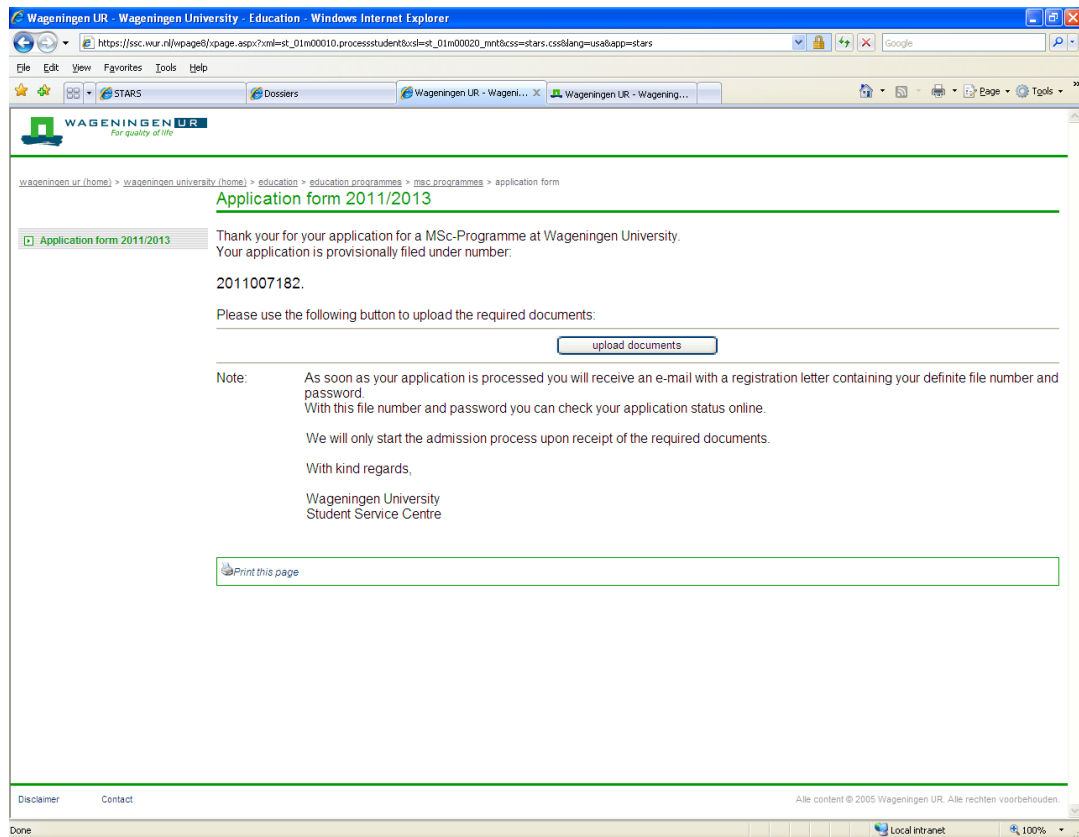 Wageningen UR - Wageningen University - Education - Windows Internet Explorer
https://ssc.wur.nl/wpage8/xpage.aspx?xml=st_01m00010.processstudent&xsl=st_01m00020_mnt&css=stars.css&lang=usa&app=stars
Google
File Edit View Favorites Tools Help
STARS Dossiers Wageningen UR - Wageni... Wageningen UR - Wagening... Page Tools
WAGENINGEN UR
For quality of life
wageningen ur (home) > wageningen university (home) > education > education programmes > msc programmes > application form
Application form 2011/2013
Application form 2011/2013
Thank your for your application for a MSc-Programme at Wageningen University.
Your application is provisionally filed under number:
2011007182.
Please use the following button to upload the required documents:
upload documents
Note: As soon as your application is processed you will receive an e-mail with a registration letter containing your definite file number and
password.
With this file number and password you can check your application status online.
We will only start the admission process upon receipt of the required documents.
With kind regards,
Wageningen University
Student Service Centre
Print this page
Disclaimer Contact Alle content © 2005 Wageningen UR. Alle rechten voorbehouden.
Done Local intranet 100%